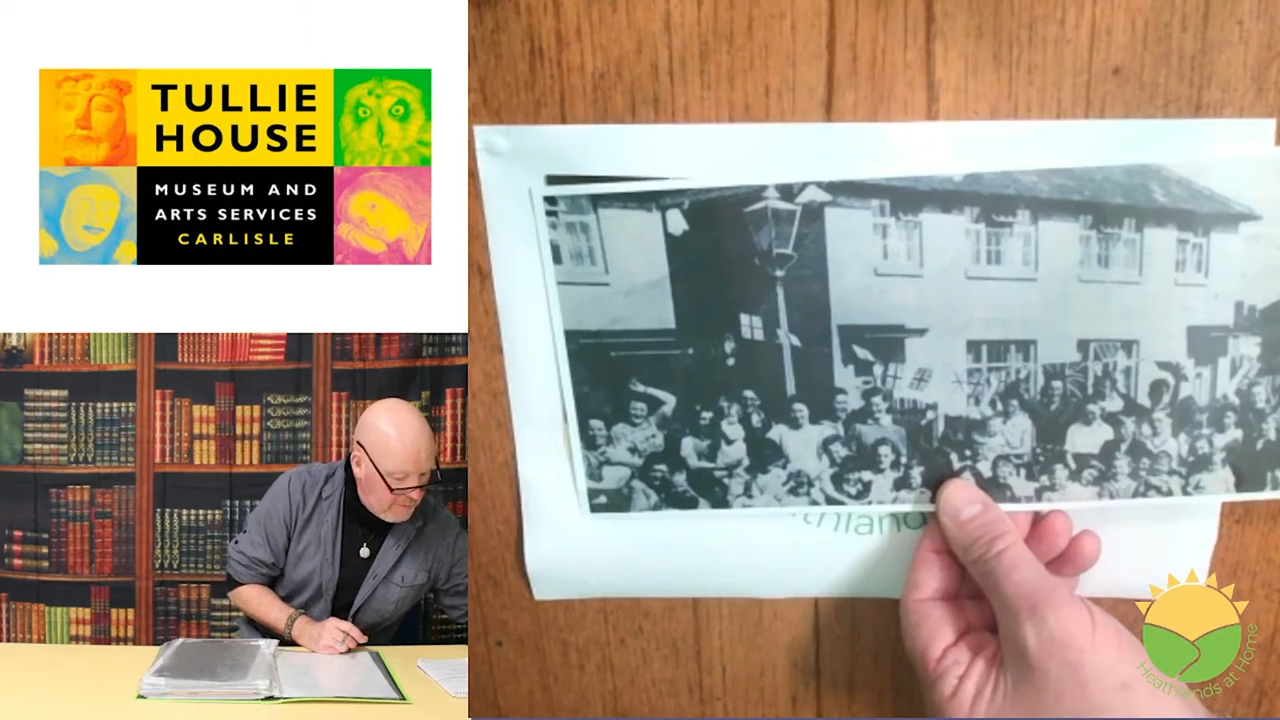 TULLIE
HOUSE
MUSEUM AND
ARTS SERVICES
CARLISLE
Heathlands at Home